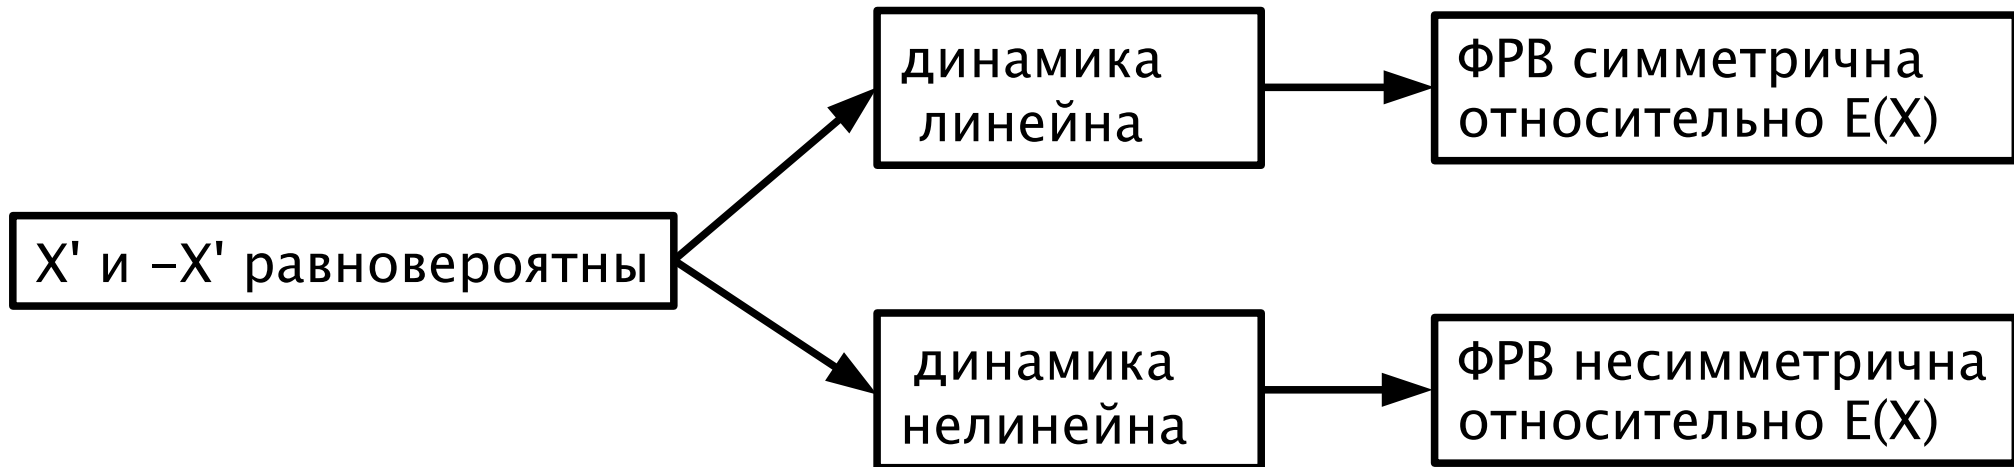 X' и –X' равновероятны
динамика
линейна
ФРВ симметрична
относительно E(X)
динамика
нелинейна
ФРВ несимметрична
относительно E(X)